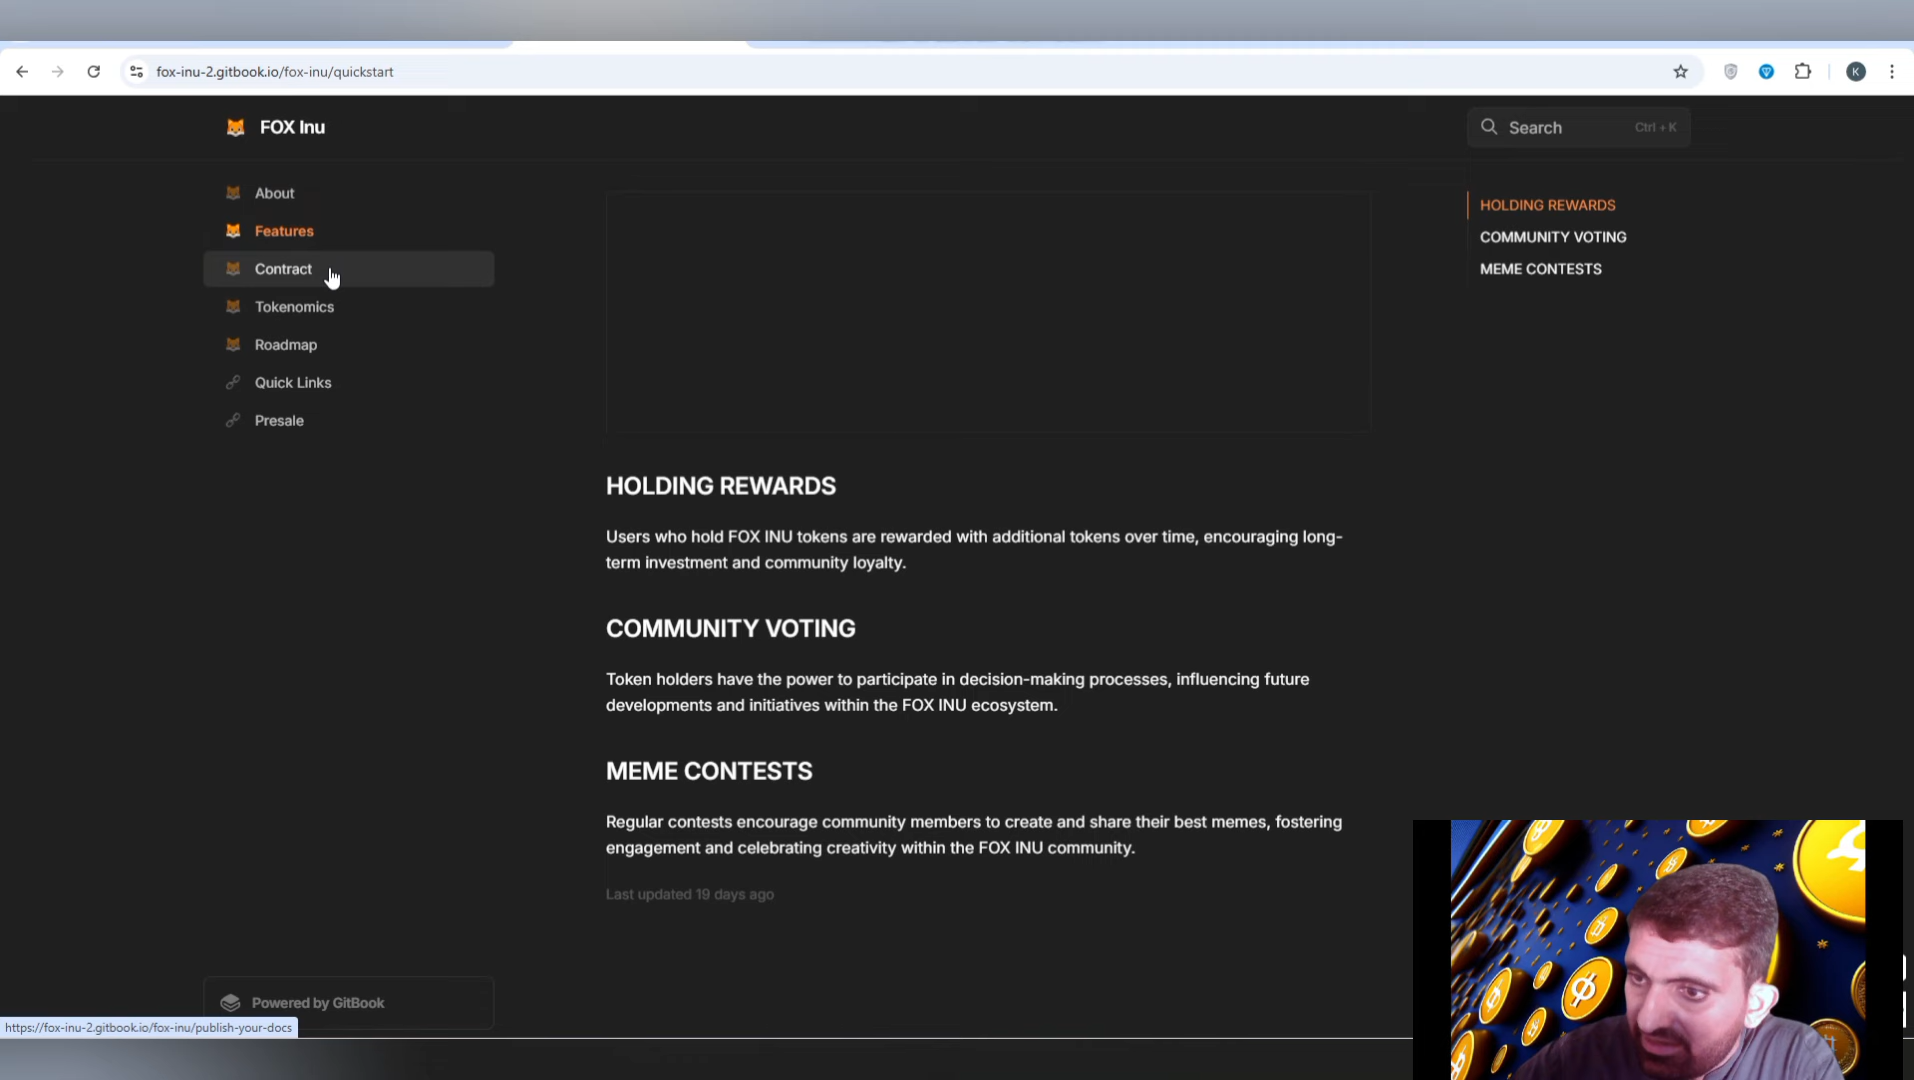 fox-inu-2.gitbook.io/fox-inu/quickstart
K
FOX Inu
Search
Ctrl + K
About
Features
Contract
Tokenomics
Roadmap
Quick Links
Presale
HOLDING REWARDS
COMMUNITY VOTING
MEME CONTESTS
HOLDING REWARDS
Users who hold FOX INU tokens are rewarded with additional tokens over time, encouraging long-
term investment and community loyalty.
COMMUNITY VOTING
Token holders have the power to participate in decision-making processes, influencing future
developments and initiatives within the FOX INU ecosystem.
MEME CONTESTS
Regular contests encourage community members to create and share their best memes, fostering
engagement and celebrating creativity within the FOX INU community.
Last updated 19 days ago
Powered by GitBook
https://fox-inu-2.gitbook.io/fox-inu/publish-your-docs